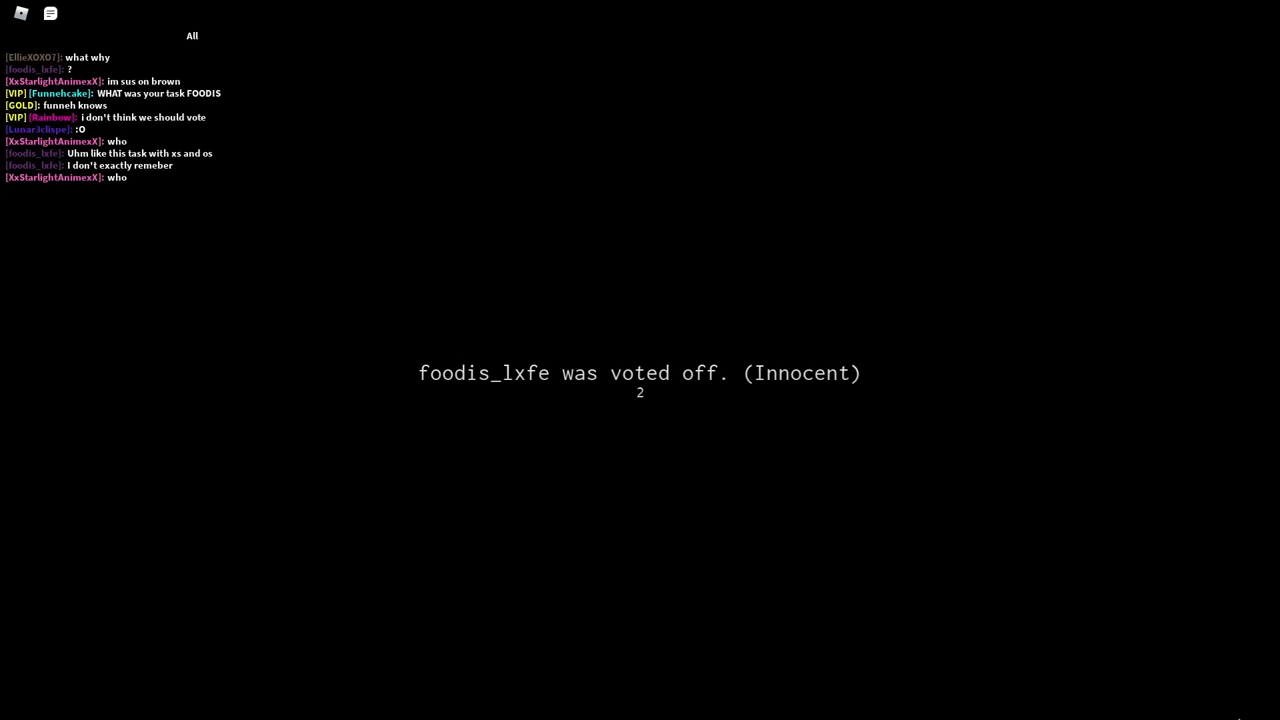 All
[EllieXOXO7]: what why
[foodis_lxfe]: ?
[XxStarlightAnimexX]: im sus on brown
[VIP] [Funnehcake]: WHAT was your task FOODIS
[GOLD]: funneh knows
[VIP] [Rainbow]: i don't think we should vote
[Lunar3clispe]: :O
[XxStarlightAnimexX]: who
[foodis_lxfe]: Uhm like this task with xs and os
[foodis_lxfe]: I don't exactly remeber
[XxStarlightAnimexX]: who
foodis_lxfe was voted off. (Innocent)
2